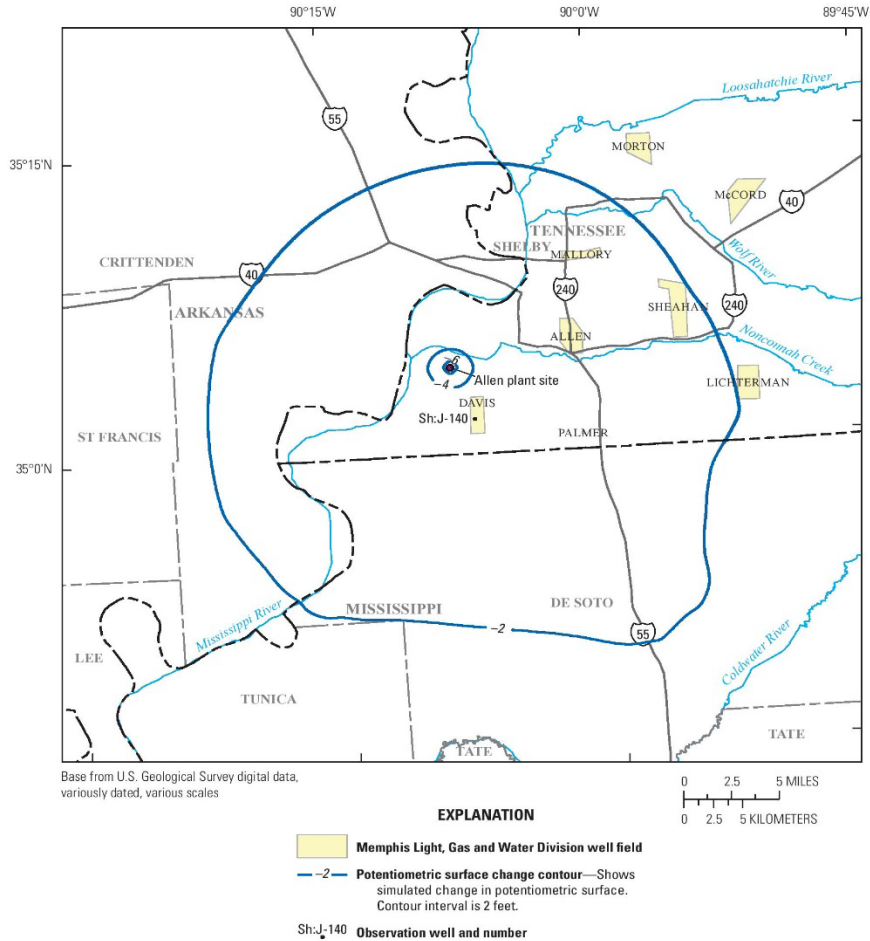 90°15'W
90°0'W
89°45'W
Loosahatchie River
55
MORTON
35°15'N
McCORD
40
TENNESSEE
SHELBY
MALLORY
Wolf River
CRITTENDEN
40
240
SHEAHAN
240
ARKANSAS
ALLEN
Nonconnah Creek
–6
Allen plant site
–4
LICHTERMAN
DAVIS
Sh:J-140
ST FRANCIS
PALMER
35°0'N
MISSISSIPPI
DE SOTO
–2
55
Mississippi River
LEE
Coldwater River
TUNICA
TATE
TATE
Base from U.S. Geological Survey digital data,
variously dated, various scales
0 2.5 5 MILES
0 2.5 5 KILOMETERS
EXPLANATION
Memphis Light, Gas and Water Division well field
–2 Potentiometric surface change contour—Shows
simulated change in potentiometric surface.
Contour interval is 2 feet.
Sh:J-140 Observation well and number